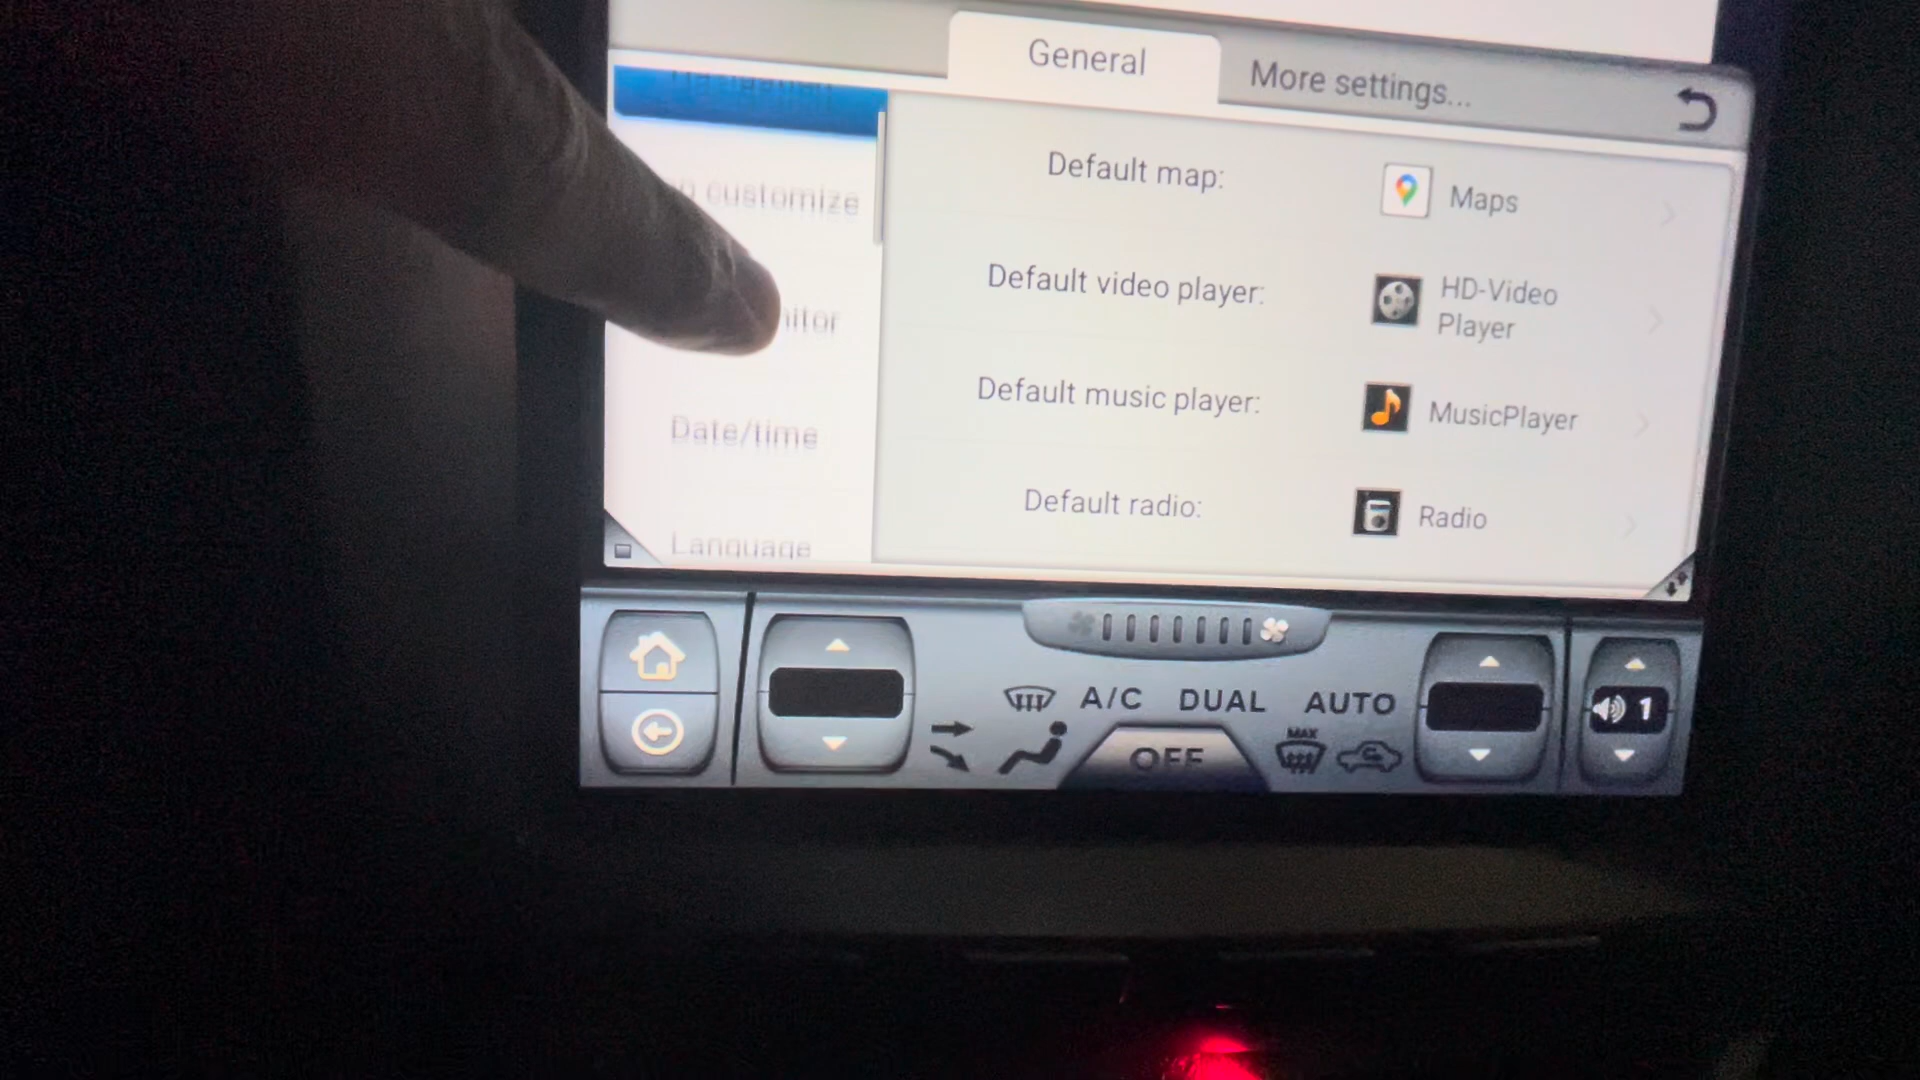 General
More settings...
Navigation
customize
Default map:
Maps
Default video player:
HD-Video
Player
Date/time
Default music player:
MusicPlayer
Language
Default radio:
Radio
A/C
DUAL
AUTO
1
OFF
MAX